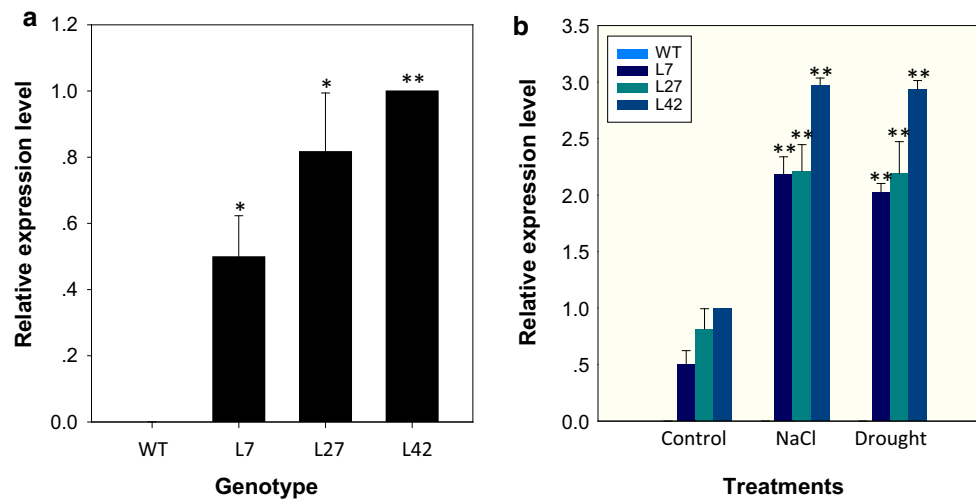 a
Relative expression level
1.2
1.0
.8
.6
.4
.2
0.0
*
*
**
WT L7 L27 L42
Genotype
b
Relative expression level
3.5
3.0
2.5
2.0
1.5
1.0
.5
0.0
WT
L7
L27
L42
** ** **
** ** **
Control NaCl Drought
Treatments